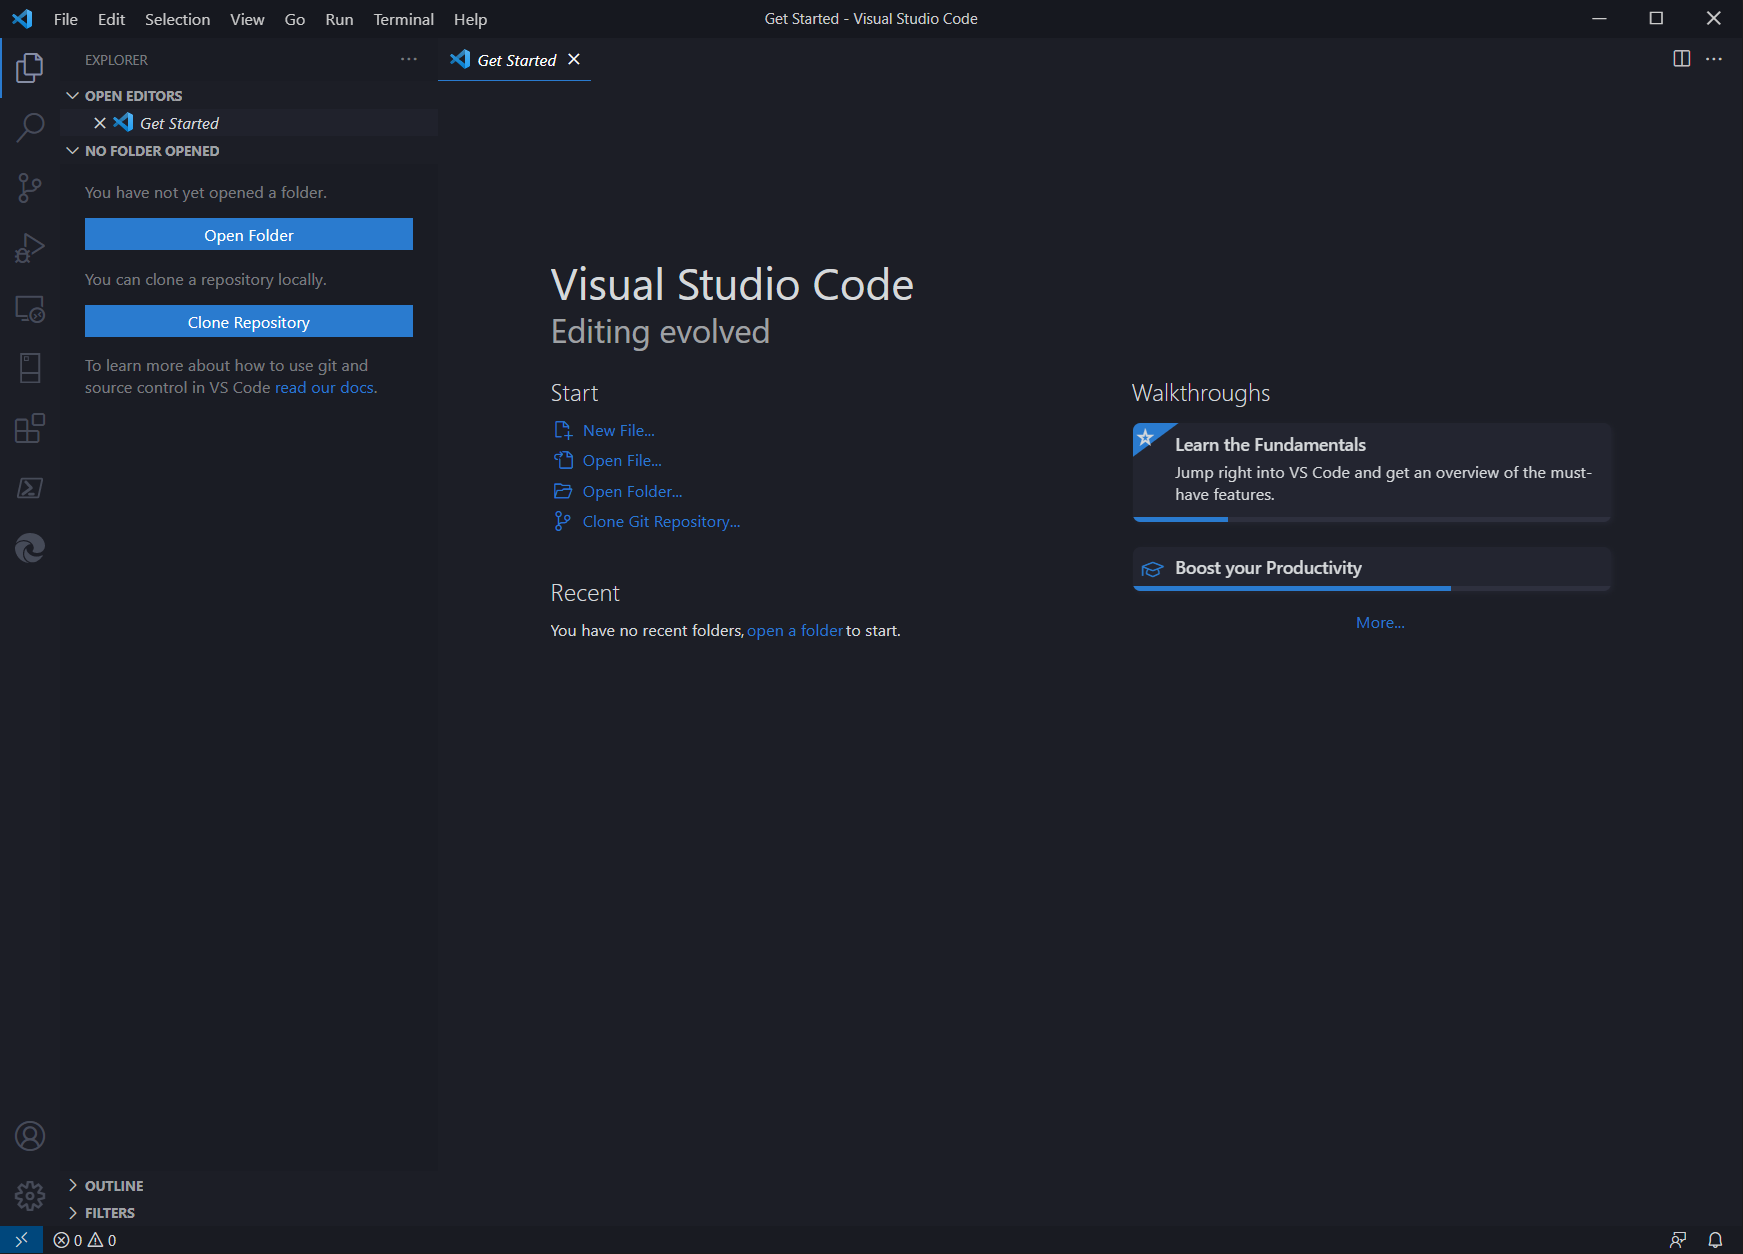 File Edit Selection View Go Run Terminal Help
Get Started - Visual Studio Code
EXPLORER
Get Started
OPEN EDITORS
Get Started
NO FOLDER OPENED
You have not yet opened a folder.
Open Folder
You can clone a repository locally.
Clone Repository
To learn more about how to use git and
source control in VS Code read our docs.
Visual Studio Code
Editing evolved
Start
New File...
Open File...
Open Folder...
Clone Git Repository...
Recent
You have no recent folders, open a folder to start.
Walkthroughs
Learn the Fundamentals
Jump right into VS Code and get an overview of the must-
have features.
Boost your Productivity
More...
OUTLINE
FILTERS
0 0